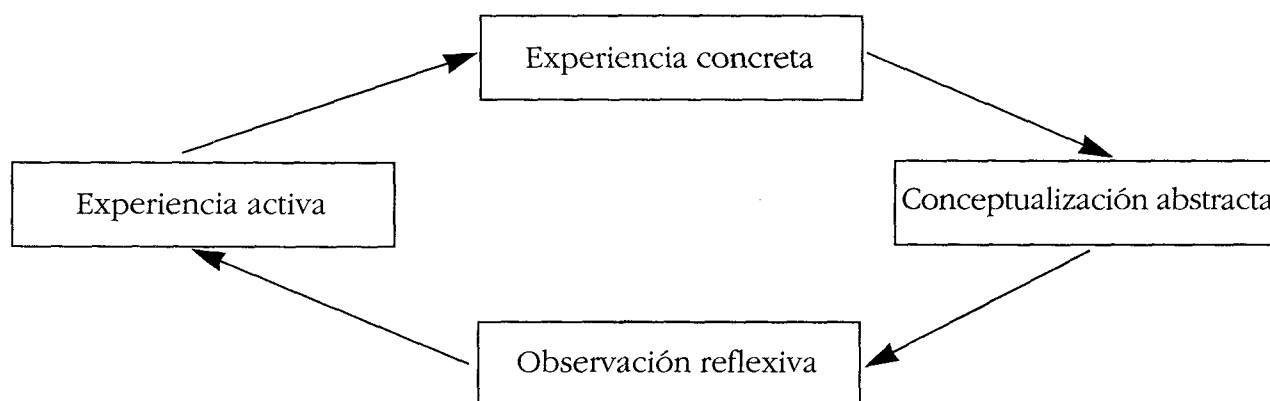 Experiencia concreta
Experiencia activa
Conceptualización abstracta
Observación reflexiva